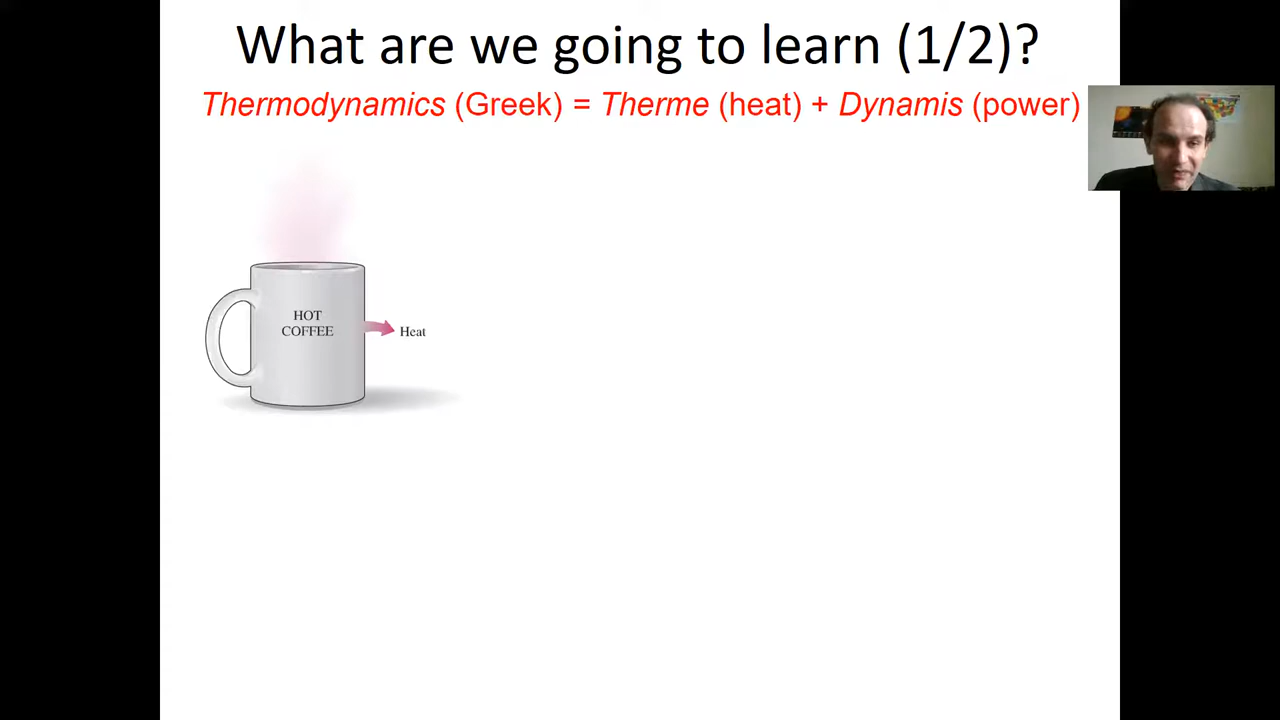 What are we going to learn (1/2)?
Thermodynamics (Greek) = Therme (heat) + Dynamis (power)
HOT
COFFEE
Heat